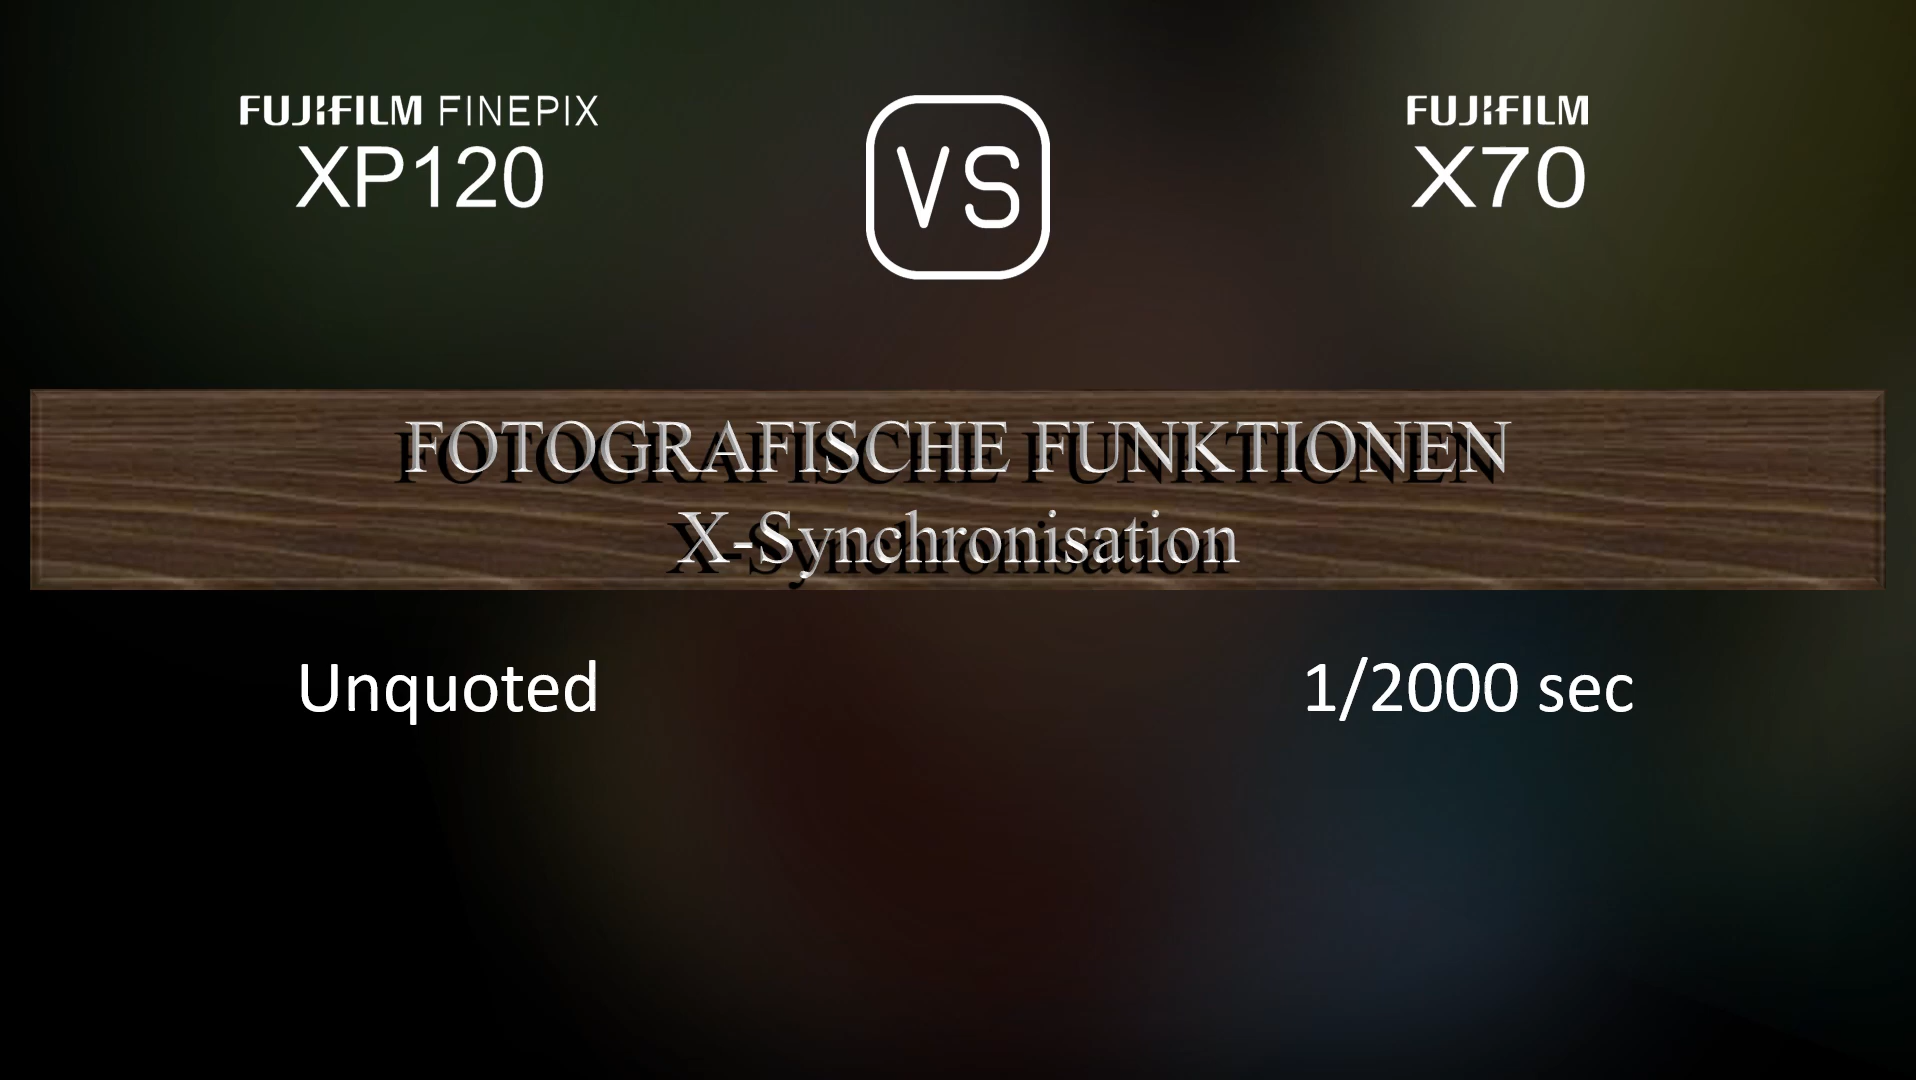 FUJIFILM FINEPIX
XP120
VS
FUJIFILM
X70
FOTOGRAFISCHE FUNKTIONEN
X-Synchronisation
Unquoted
1/2000 sec